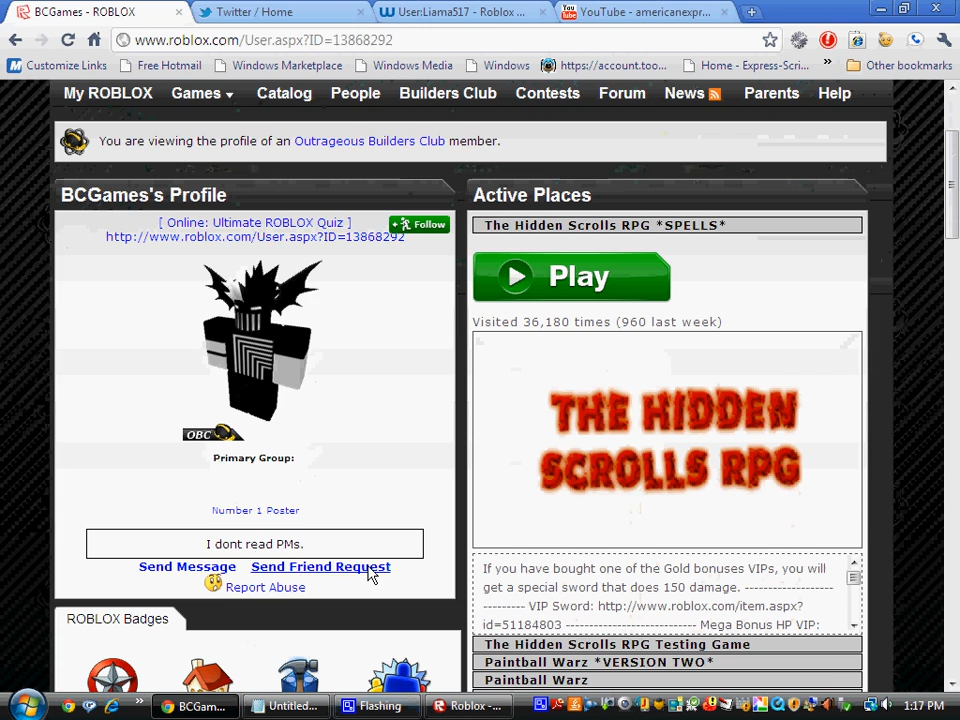 BCGames - ROBLOX
Twitter / Home
User:Liama517 - Roblox ...
YouTube - americanexpr...
www.roblox.com/User.aspx?ID=13868292
Customize Links
Free Hotmail
Windows Marketplace
Windows Media
Windows
https://account.too...
Home - Express-Scri...
»
Other bookmarks
My ROBLOX
Games
Catalog
People
Builders Club
Contests
Forum
News
Parents
Help
You are viewing the profile of an Outrageous Builders Club member.
BCGames's Profile
[ Online: Ultimate ROBLOX Quiz ]
Follow
http://www.roblox.com/User.aspx?ID=13868292
OBC
Primary Group:
Number 1 Poster
I dont read PMs.
Send Message
Send Friend Request
Report Abuse
ROBLOX Badges
Active Places
The Hidden Scrolls RPG *SPELLS*
Play
Visited 36,180 times (960 last week)
THE HIDDEN
SCROLLS RPG
If you have bought one of the Gold bonuses VIPs, you will
get a special sword that does 150 damage. --------------------
---------- VIP Sword: http://www.roblox.com/item.aspx?
id=51184803 --------------------------- Mega Bonus HP VIP:
The Hidden Scrolls RPG Testing Game
Paintball Warz *VERSION TWO*
Paintball Warz
»
BCGam...
Untitled...
Flashing
Roblox -...
1:17 PM